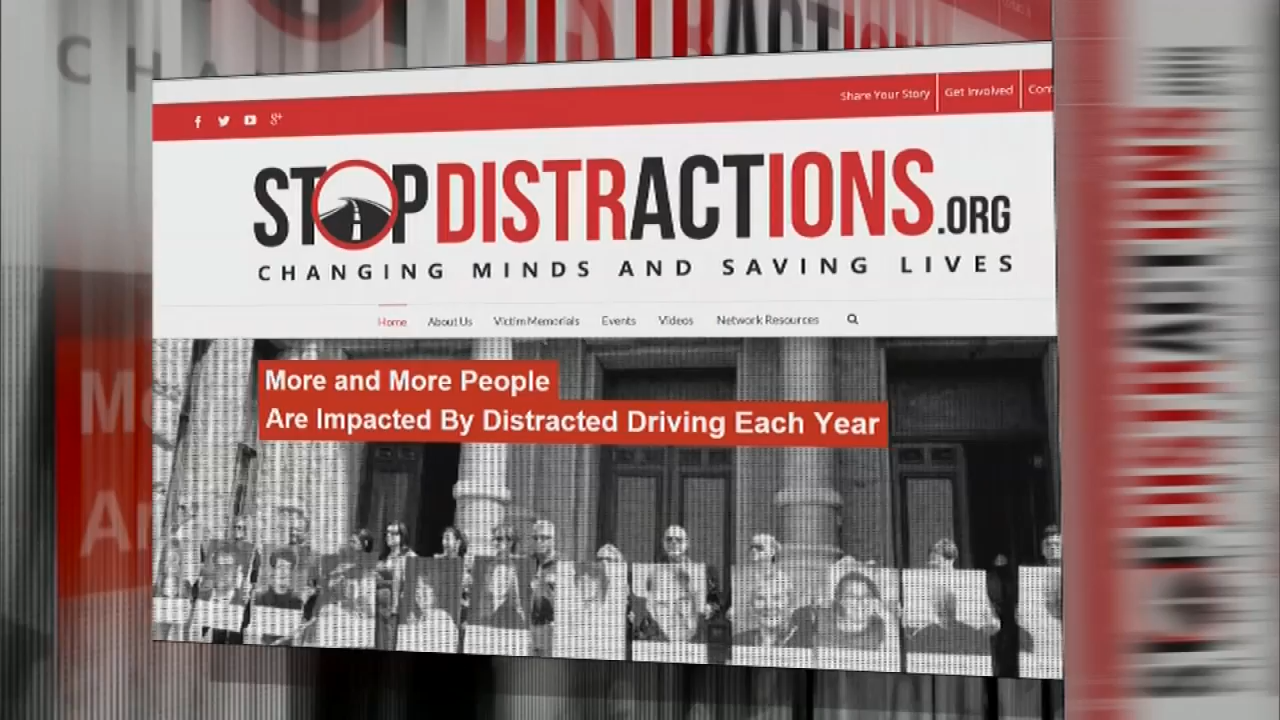 Share Your Story
Get Involved
STOPDISTRACTIONS.ORG
CHANGING MINDS AND SAVING LIVES
Home About Us Victim Memorials Events Videos Network Resources
More and More People
Are Impacted By Distracted Driving Each Year